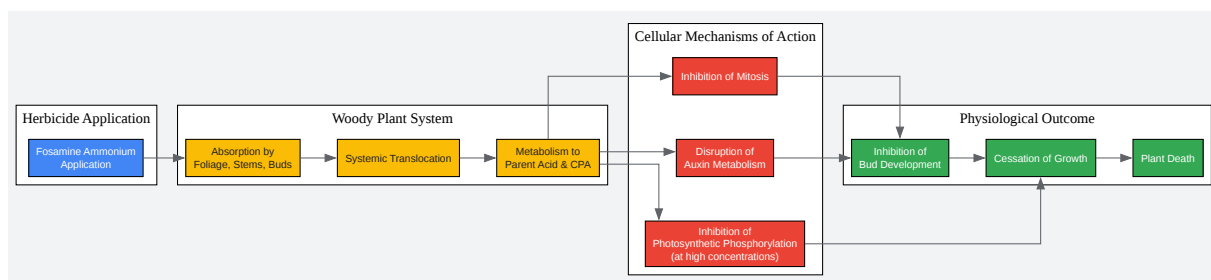 Herbicide Application
Fosamine Ammonium
Application
Woody Plant System
Absorption by
Foliage, Stems, Buds
Systemic Translocation
Metabolism to
Parent Acid & CPA
Cellular Mechanisms of Action
Inhibition of Mitosis
Disruption of
Auxin Metabolism
Inhibition of
Photosynthetic Phosphorylation
(at high concentrations)
Physiological Outcome
Inhibition of
Bud Development
Cessation of Growth
Plant Death